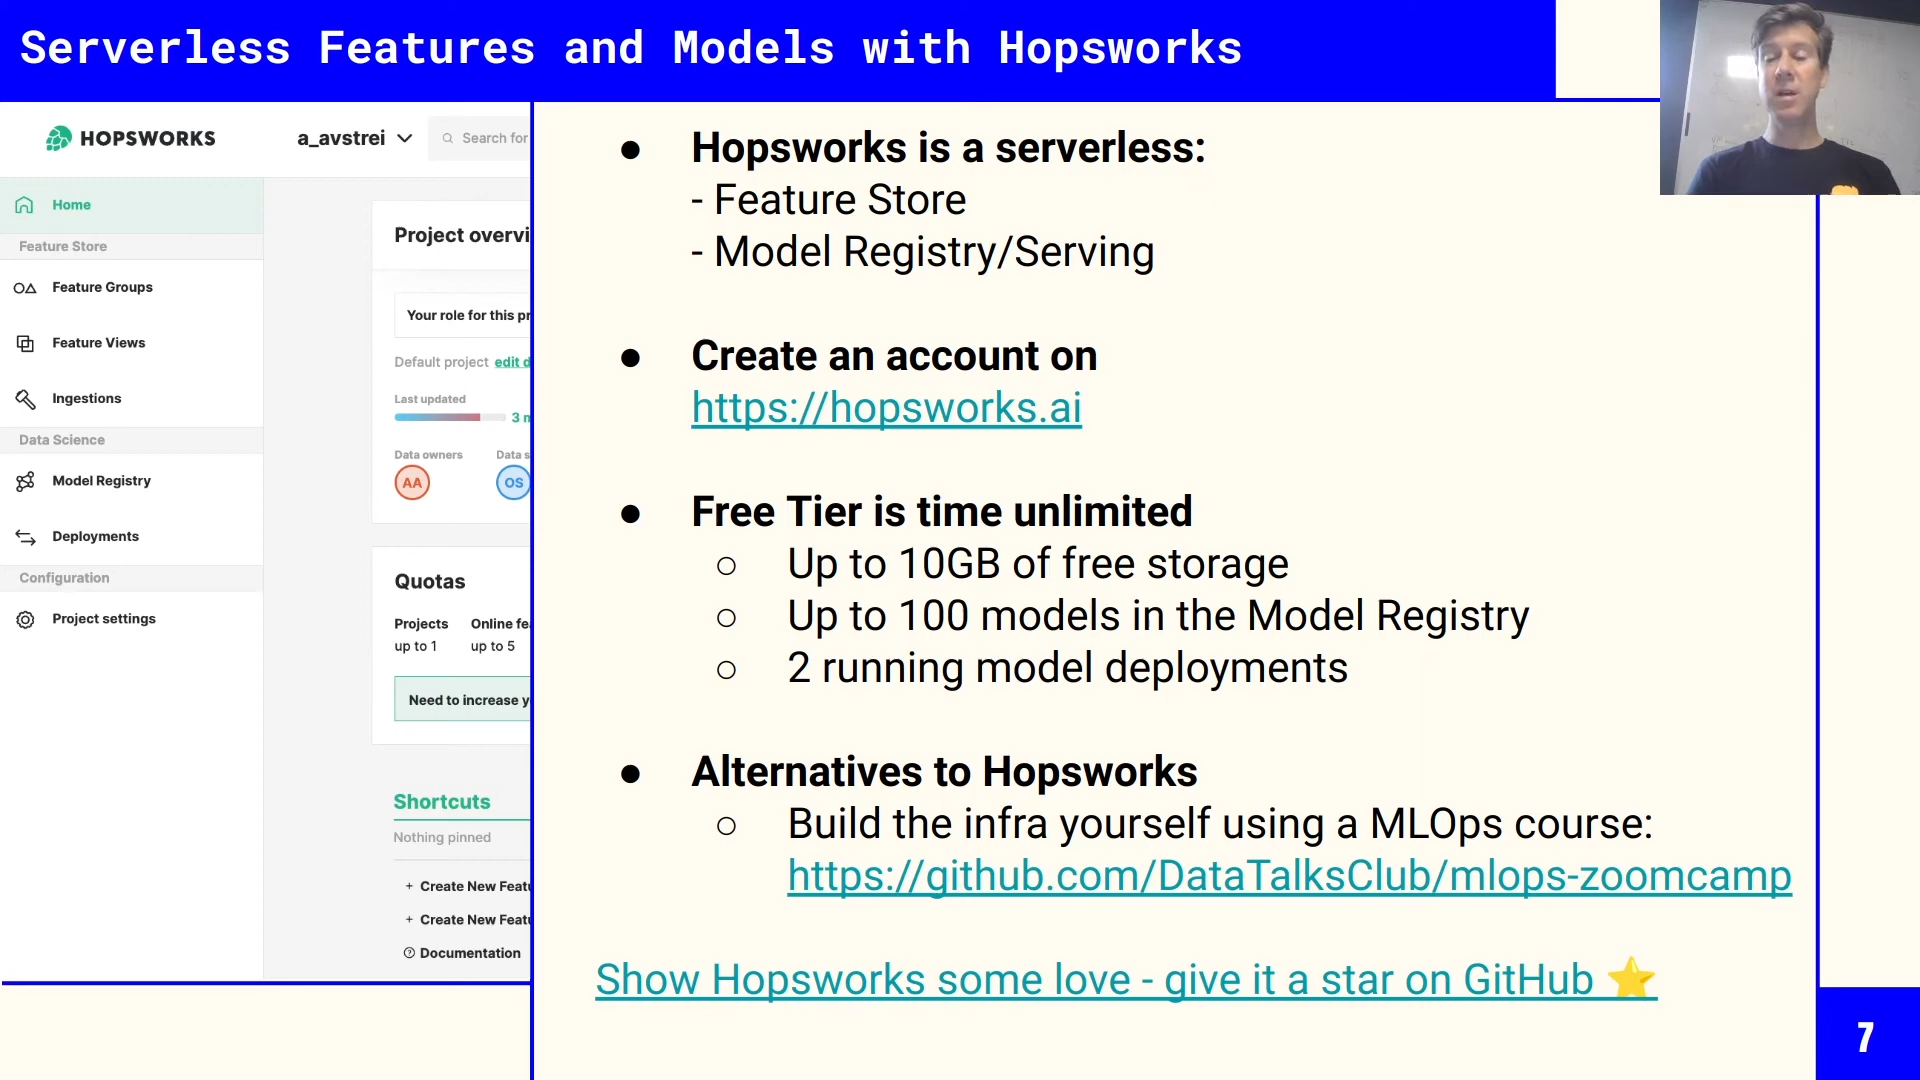 Serverless Features and Models with Hopsworks
HOPSWORKS
a_avstrei
Search for
Home
Feature Store
Feature Groups
Feature Views
Ingestions
Data Science
Model Registry
Deployments
Configuration
Project settings
Project overvi
Your role for this pr
Default project edit d
Last updated
3 m
Data owners Data s
AA OS
Quotas
Projects Online fea
up to 1 up to 5
Need to increase y
Shortcuts
Nothing pinned
+ Create New Featu
+ Create New Featu
Documentation
● Hopsworks is a serverless:
- Feature Store
- Model Registry/Serving
● Create an account on
https://hopsworks.ai
● Free Tier is time unlimited
○ Up to 10GB of free storage
○ Up to 100 models in the Model Registry
○ 2 running model deployments
● Alternatives to Hopsworks
○ Build the infra yourself using a MLOps course:
https://github.com/DataTalksClub/mlops-zoomcamp
Show Hopsworks some love - give it a star on GitHub ⭐
7